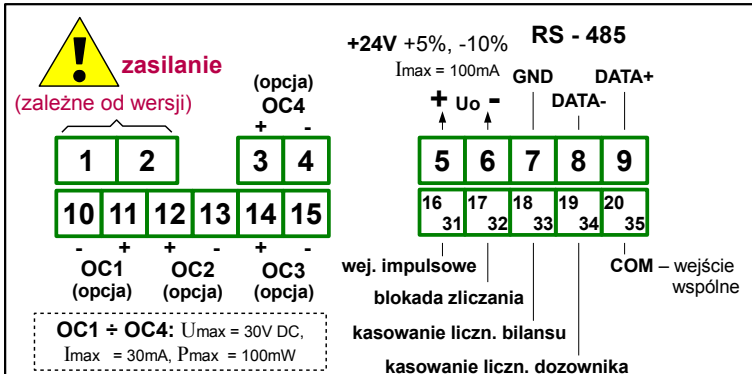 zasilanie
(zależne od wersji)
(opcja)
OC4
+ -
1 2 3 4
10 11 12 13 14 15
- + + - + -
OC1 OC2 OC3
(opcja) (opcja) (opcja)
OC1 ÷ OC4: Umax = 30V DC,
Imax = 30mA, Pmax = 100mW
+24V +5%, -10% RS - 485
Imax = 100mA GND DATA+
+ Uo - DATA-
5 6 7 8 9
16 17 18 19 20
31 32 33 34 35
wej. impulsowe COM – wejście
wspólne
blokada zliczania
kasowanie liczn. bilansu
kasowanie liczn. dozownika